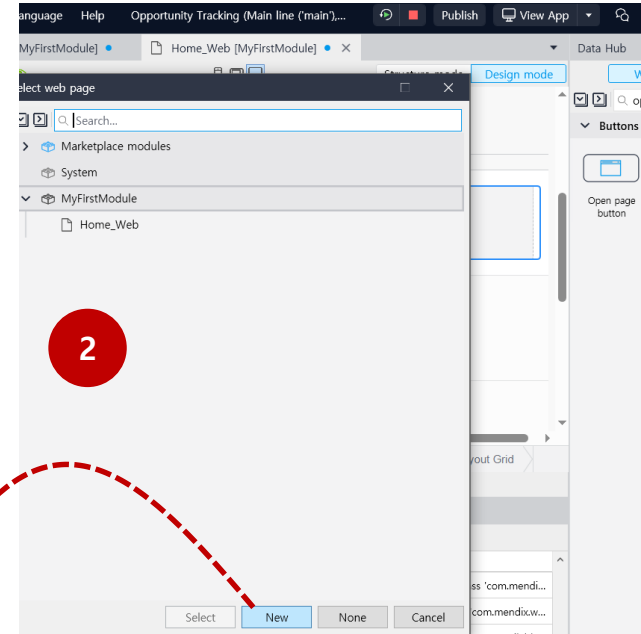 anguage Help Opportunity Tracking (Main line ('main'),... Publish View App
MyFirstModule] Home_Web [MyFirstModule] Data Hub
Structure mode Design mode
elect web page
Search...
Marketplace modules
Buttons
System
MyFirstModule
Open page
button
Home_Web
2
yout Grid
ss 'com.mendi...
Select New None Cancel
com.mendix.w...